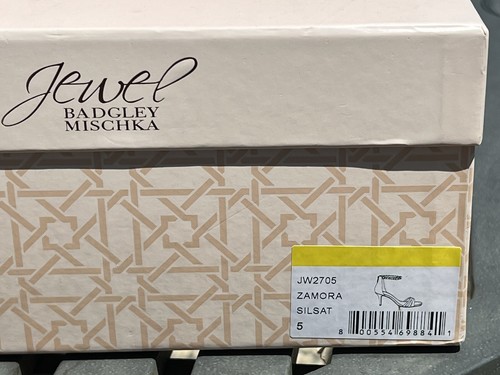 Jewel
BADGLEY
MISCHKA
JW2705
ZAMORA
SILSAT
5
8 00554 69884 1